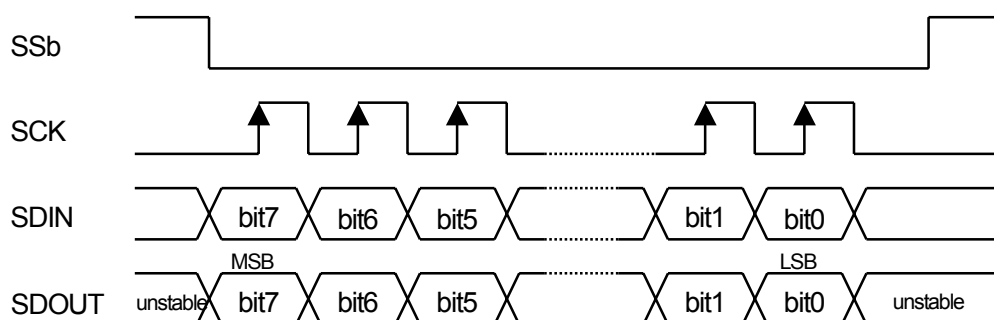 SSb
SCK
SDIN bit7 bit6 bit5 bit1 bit0
MSB LSB
SDOUT unstable bit7 bit6 bit5 bit1 bit0 unstable